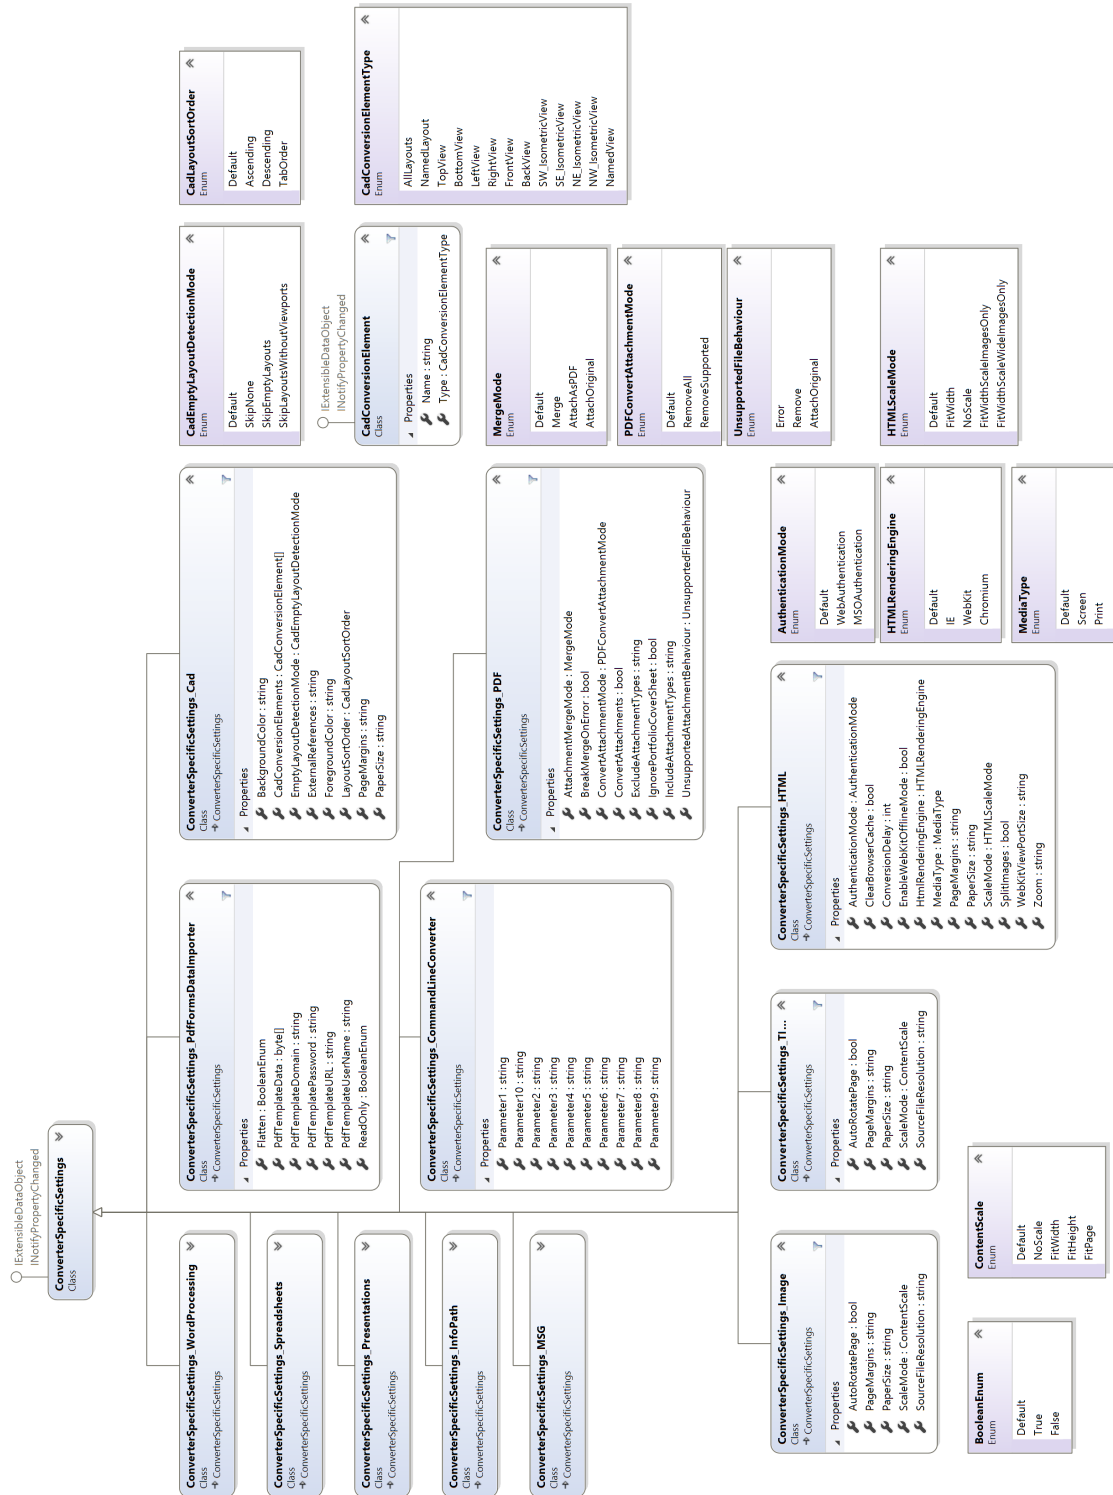 IExtensibleDataObject
INotifyPropertyChanged
ConverterSpecificSettings
Class
ConverterSpecificSettings_WordProcessing
Class
ConverterSpecificSettings
ConverterSpecificSettings_Spreadsheets
Class
ConverterSpecificSettings
ConverterSpecificSettings_Presentations
Class
ConverterSpecificSettings
ConverterSpecificSettings_InfoPath
Class
ConverterSpecificSettings
ConverterSpecificSettings_MSG
Class
ConverterSpecificSettings
ConverterSpecificSettings_PdfFormsDataImporter
Class
ConverterSpecificSettings
Properties
Flatten : BooleanEnum
PdfTemplateData : byte[]
PdfTemplateDomain : string
PdfTemplatePassword : string
PdfTemplateURL : string
PdfTemplateUserName : string
ReadOnly : BooleanEnum
ConverterSpecificSettings_CommandLineConverter
Class
ConverterSpecificSettings
Properties
Parameter1 : string
Parameter10 : string
Parameter2 : string
Parameter3 : string
Parameter4 : string
Parameter5 : string
Parameter6 : string
Parameter7 : string
Parameter8 : string
Parameter9 : string
ConverterSpecificSettings_Cad
Class
ConverterSpecificSettings
Properties
BackgroundColor : string
CadConversionElements : CadConversionElement[]
EmptyLayoutDetectionMode : CadEmptyLayoutDetectionMode
ExternalReferences : string
ForegroundColor : string
LayoutSortOrder : CadLayoutSortOrder
PageMargins : string
PaperSize : string
ConverterSpecificSettings_PDF
Class
ConverterSpecificSettings
Properties
AttachmentMergeMode : MergeMode
BreakMergeOnError : bool
ConvertAttachmentMode : PDFConvertAttachmentMode
ConvertAttachments : bool
ExcludeAttachmentTypes : string
IgnorePortfolioCoverSheet : bool
IncludeAttachmentTypes : string
UnsupportedAttachmentBehaviour : UnsupportedFileBehaviour
CadEmptyLayoutDetectionMode
Enum
Default
SkipNone
SkipEmptyLayouts
SkipLayoutsWithoutViewports
CadLayoutSortOrder
Enum
Default
Ascending
Descending
TabOrder
IExtensibleDataObject
INotifyPropertyChanged
CadConversionElement
Class
Properties
Name : string
Type : CadConversionElementType
CadConversionElementType
Enum
AllLayouts
NamedLayout
TopView
BottomView
LeftView
RightView
FrontView
BackView
SW_IsometricView
SE_IsometricView
NE_IsometricView
NW_IsometricView
NamedView
MergeMode
Enum
Default
Merge
AttachAsPDF
AttachOriginal
PDFConvertAttachmentMode
Enum
Default
RemoveAll
RemoveSupported
UnsupportedFileBehaviour
Enum
Error
Remove
AttachOriginal
ConverterSpecificSettings_Image
Class
ConverterSpecificSettings
Properties
AutoRotatePage : bool
PageMargins : string
PaperSize : string
ScaleMode : ContentScale
SourceFileResolution : string
ConverterSpecificSettings_TI...
Class
ConverterSpecificSettings
Properties
AutoRotatePage : bool
PageMargins : string
PaperSize : string
ScaleMode : ContentScale
SourceFileResolution : string
ConverterSpecificSettings_HTML
Class
ConverterSpecificSettings
Properties
AuthenticationMode : AuthenticationMode
ClearBrowserCache : bool
ConversionDelay : int
EnableWebKitOfflineMode : bool
HtmlRenderingEngine : HTMLRenderingEngine
MediaType : MediaType
PageMargins : string
PaperSize : string
ScaleMode : HTMLScaleMode
SplitImages : bool
WebKitViewPortSize : string
Zoom : string
AuthenticationMode
Enum
Default
WebAuthentication
MSOAuthentication
HTMLRenderingEngine
Enum
Default
IE
WebKit
Chromium
MediaType
Enum
Default
Screen
Print
HTMLScaleMode
Enum
Default
FitWidth
NoScale
FitWidthScaleImagesOnly
FitWidthScaleWideImagesOnly
BooleanEnum
Enum
Default
True
False
ContentScale
Enum
Default
NoScale
FitWidth
FitHeight
FitPage